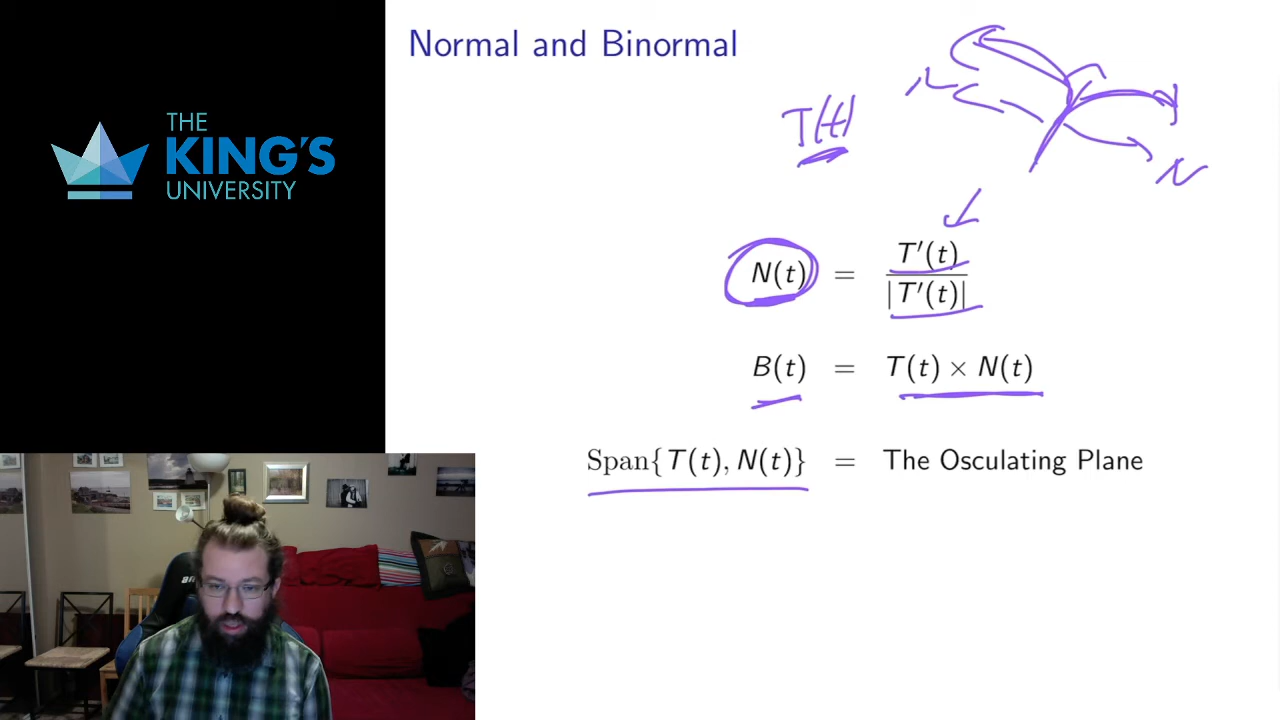 THE
KING'S
UNIVERSITY
Normal and Binormal
T(t)
N
N
N(t) = T′(t) / |T′(t)|
B(t) = T(t) × N(t)
Span{T(t), N(t)} = The Osculating Plane